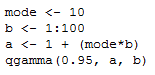 mode <- 10
b <- 1:100
a <- 1 + (mode*b)
qgamma(0.95, a, b)